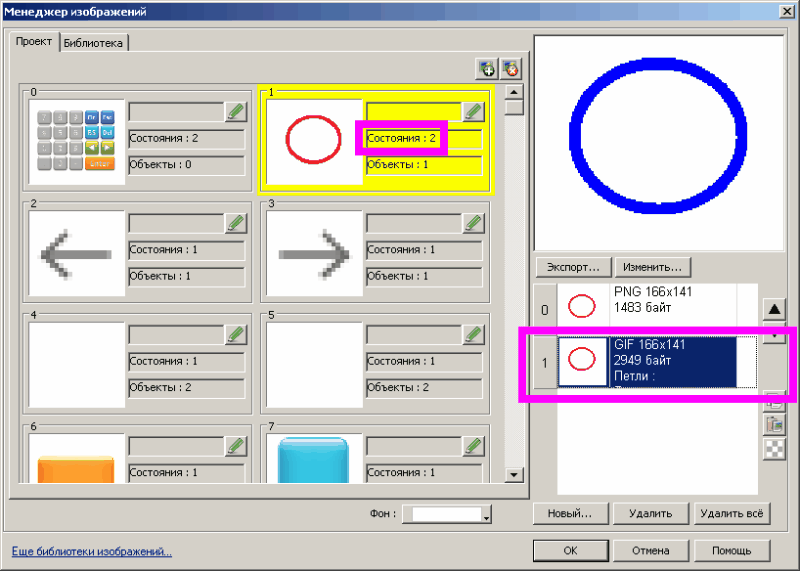 Менеджер изображений
Проект
Библиотека
0
Состояния : 2
Объекты : 0
1
Состояния : 2
Объекты : 1
2
Состояния : 1
Объекты : 1
3
Состояния : 1
Объекты : 1
4
Состояния : 1
Объекты : 2
5
Состояния : 1
Объекты : 2
6
Состояния : 1
7
Состояния : 1
Фон :
Экспорт...
Изменить...
0
PNG 166x141
1483 байт
1
GIF 166x141
2949 байт
Петли :
Новый...
Удалить
Удалить всё
Еще библиотеки изображений...
OK
Отмена
Помощь